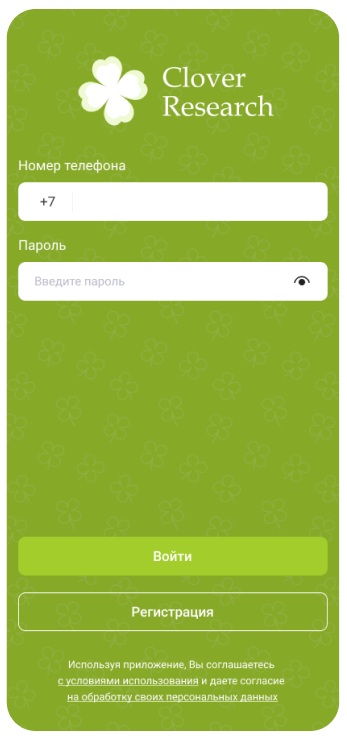 Clover
Research
Номер телефона
+7
Пароль
Введите пароль
Войти
Регистрация
Используя приложение, Вы соглашаетесь
с условиями использования и даете согласие
на обработку своих персональных данных